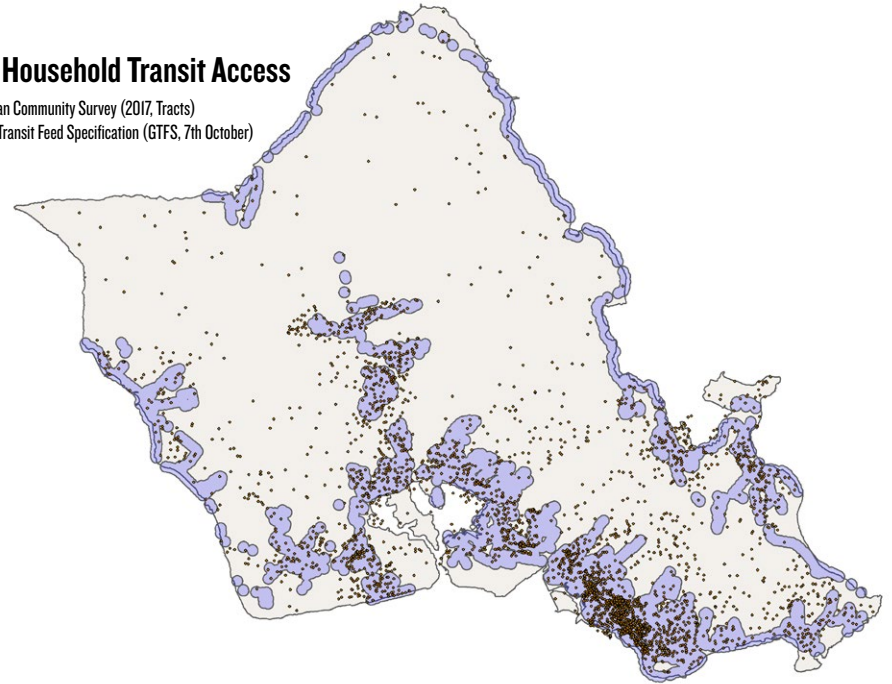 Household Transit Access
an Community Survey (2017, Tracts)
Transit Feed Specification (GTFS, 7th October)